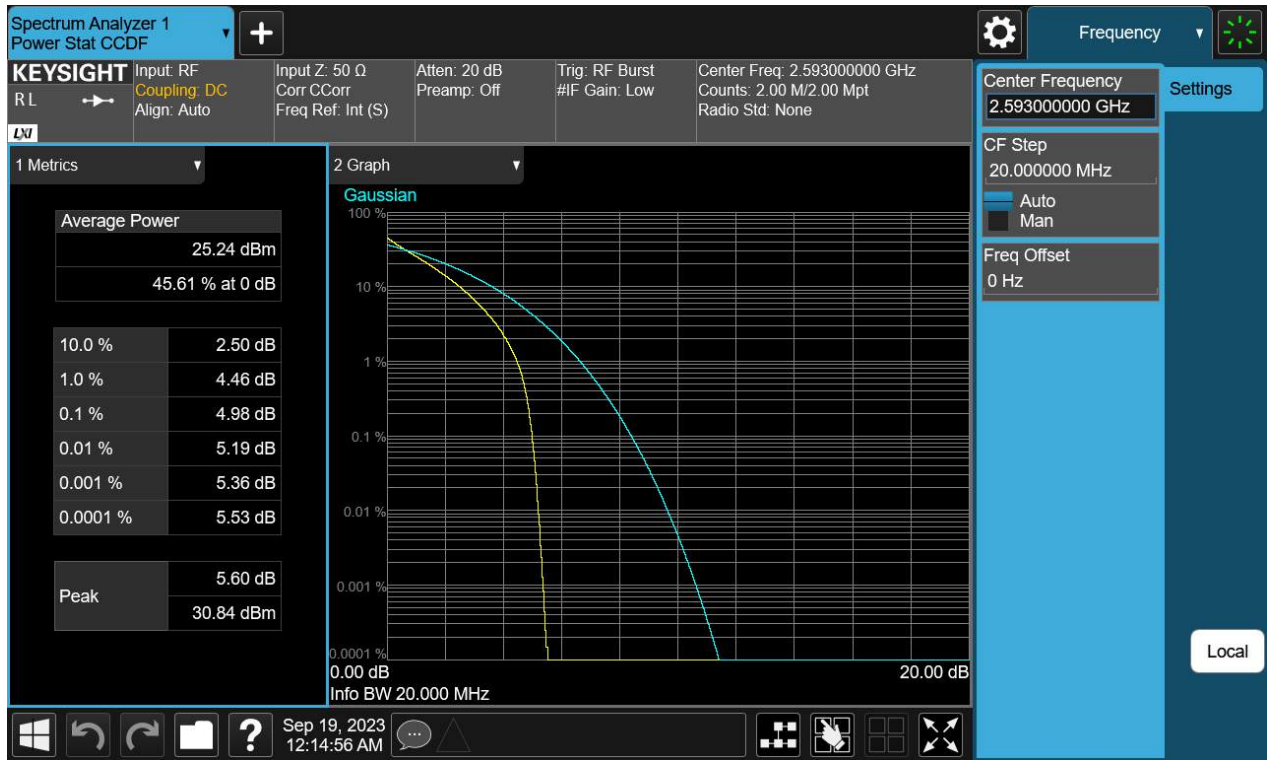 Spectrum Analyzer 1
Power Stat CCDF
+
Frequency
KEYSIGHT
RL
LXI
Input: RF
Coupling: DC
Align: Auto
Input Z: 50 Ω
Corr CCorr
Freq Ref: Int (S)
Atten: 20 dB
Preamp: Off
Trig: RF Burst
#IF Gain: Low
Center Freq: 2.593000000 GHz
Counts: 2.00 M/2.00 Mpt
Radio Std: None
Center Frequency
2.593000000 GHz
Settings
CF Step
20.000000 MHz
Auto
Man
Freq Offset
0 Hz
1 Metrics
Average Power
25.24 dBm
45.61 % at 0 dB
10.0 % 2.50 dB
1.0 % 4.46 dB
0.1 % 4.98 dB
0.01 % 5.19 dB
0.001 % 5.36 dB
0.0001 % 5.53 dB
Peak
5.60 dB
30.84 dBm
2 Graph
Gaussian
100 %
10 %
1 %
0.1 %
0.01 %
0.001 %
0.0001 %
0.00 dB 20.00 dB
Info BW 20.000 MHz
Local
?
Sep 19, 2023
12:14:56 AM